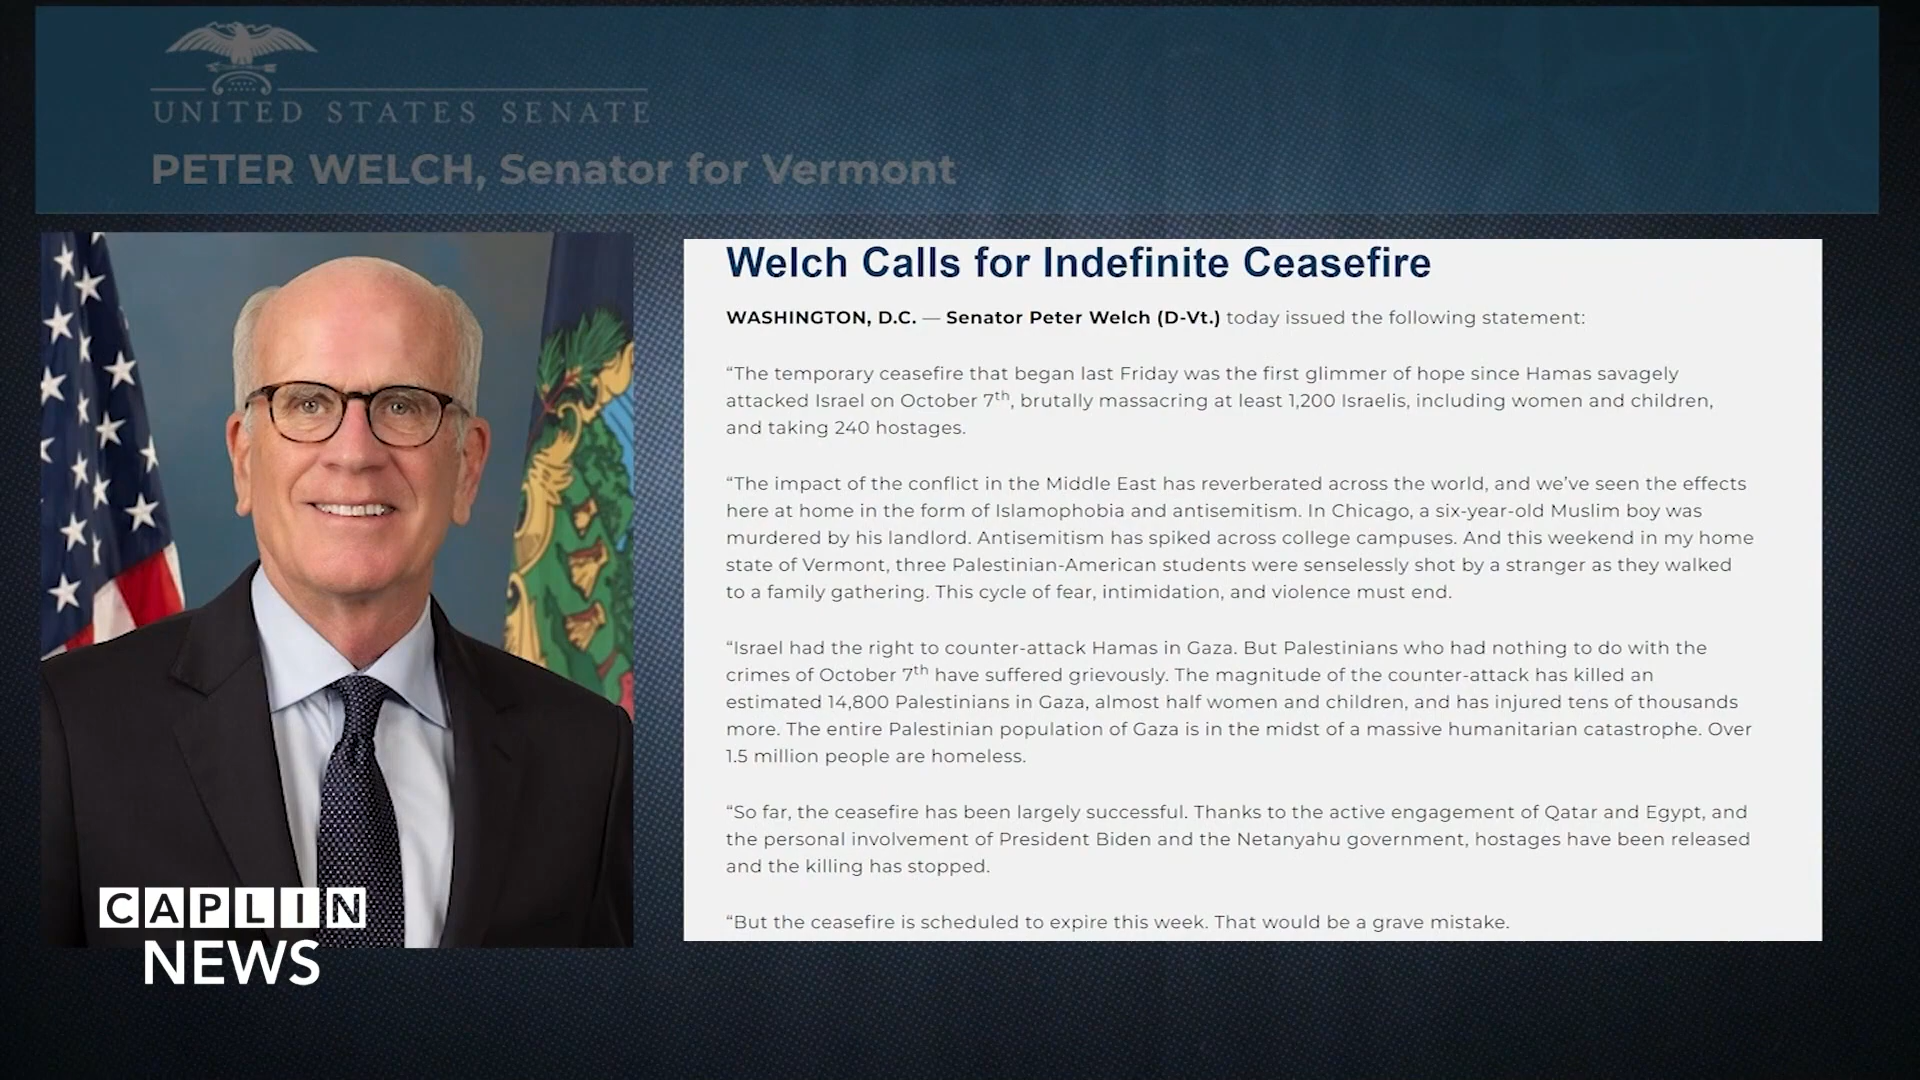 UNITED STATES SENATE
PETER WELCH, Senator for Vermont
Welch Calls for Indefinite Ceasefire
WASHINGTON, D.C. — Senator Peter Welch (D-Vt.) today issued the following statement:
“The temporary ceasefire that began last Friday was the first glimmer of hope since Hamas savagely
attacked Israel on October 7th, brutally massacring at least 1,200 Israelis, including women and children,
and taking 240 hostages.
“The impact of the conflict in the Middle East has reverberated across the world, and we’ve seen the effects
here at home in the form of Islamophobia and antisemitism. In Chicago, a six-year-old Muslim boy was
murdered by his landlord. Antisemitism has spiked across college campuses. And this weekend in my home
state of Vermont, three Palestinian-American students were senselessly shot by a stranger as they walked
to a family gathering. This cycle of fear, intimidation, and violence must end.
“Israel had the right to counter-attack Hamas in Gaza. But Palestinians who had nothing to do with the
crimes of October 7th have suffered grievously. The magnitude of the counter-attack has killed an
estimated 14,800 Palestinians in Gaza, almost half women and children, and has injured tens of thousands
more. The entire Palestinian population of Gaza is in the midst of a massive humanitarian catastrophe. Over
1.5 million people are homeless.
“So far, the ceasefire has been largely successful. Thanks to the active engagement of Qatar and Egypt, and
the personal involvement of President Biden and the Netanyahu government, hostages have been released
and the killing has stopped.
“But the ceasefire is scheduled to expire this week. That would be a grave mistake.
CAPLIN
NEWS